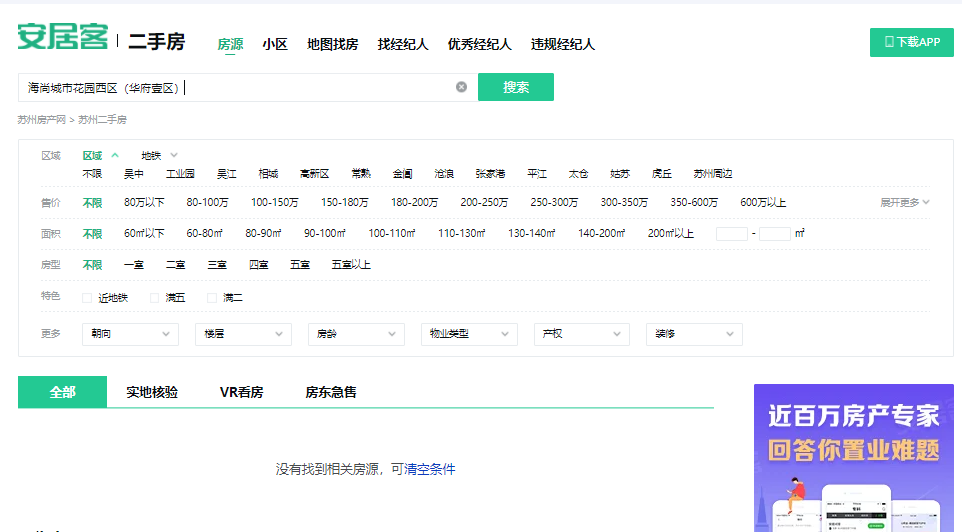 安居客 二手房 房源 小区 地图找房 找经纪人 优秀经纪人 违规经纪人 下载APP
海尚城市花园西区（华府壹区） 搜索
苏州房产网 > 苏州二手房
区域 区域 地铁
不限 吴中 工业园 吴江 相城 高新区 常熟 金阊 沧浪 张家港 平江 太仓 姑苏 虎丘 苏州周边
售价 不限 80万以下 80-100万 100-150万 150-180万 180-200万 200-250万 250-300万 300-350万 350-600万 600万以上 展开更多
面积 不限 60㎡以下 60-80㎡ 80-90㎡ 90-100㎡ 100-110㎡ 110-130㎡ 130-140㎡ 140-200㎡ 200㎡以上 - ㎡
房型 不限 一室 二室 三室 四室 五室 五室以上
特色 近地铁 满五 满二
更多 朝向 楼层 房龄 物业类型 产权 装修
全部 实地核验 VR看房 房东急售
近百万房产专家
回答你置业难题
没有找到相关房源，可清空条件